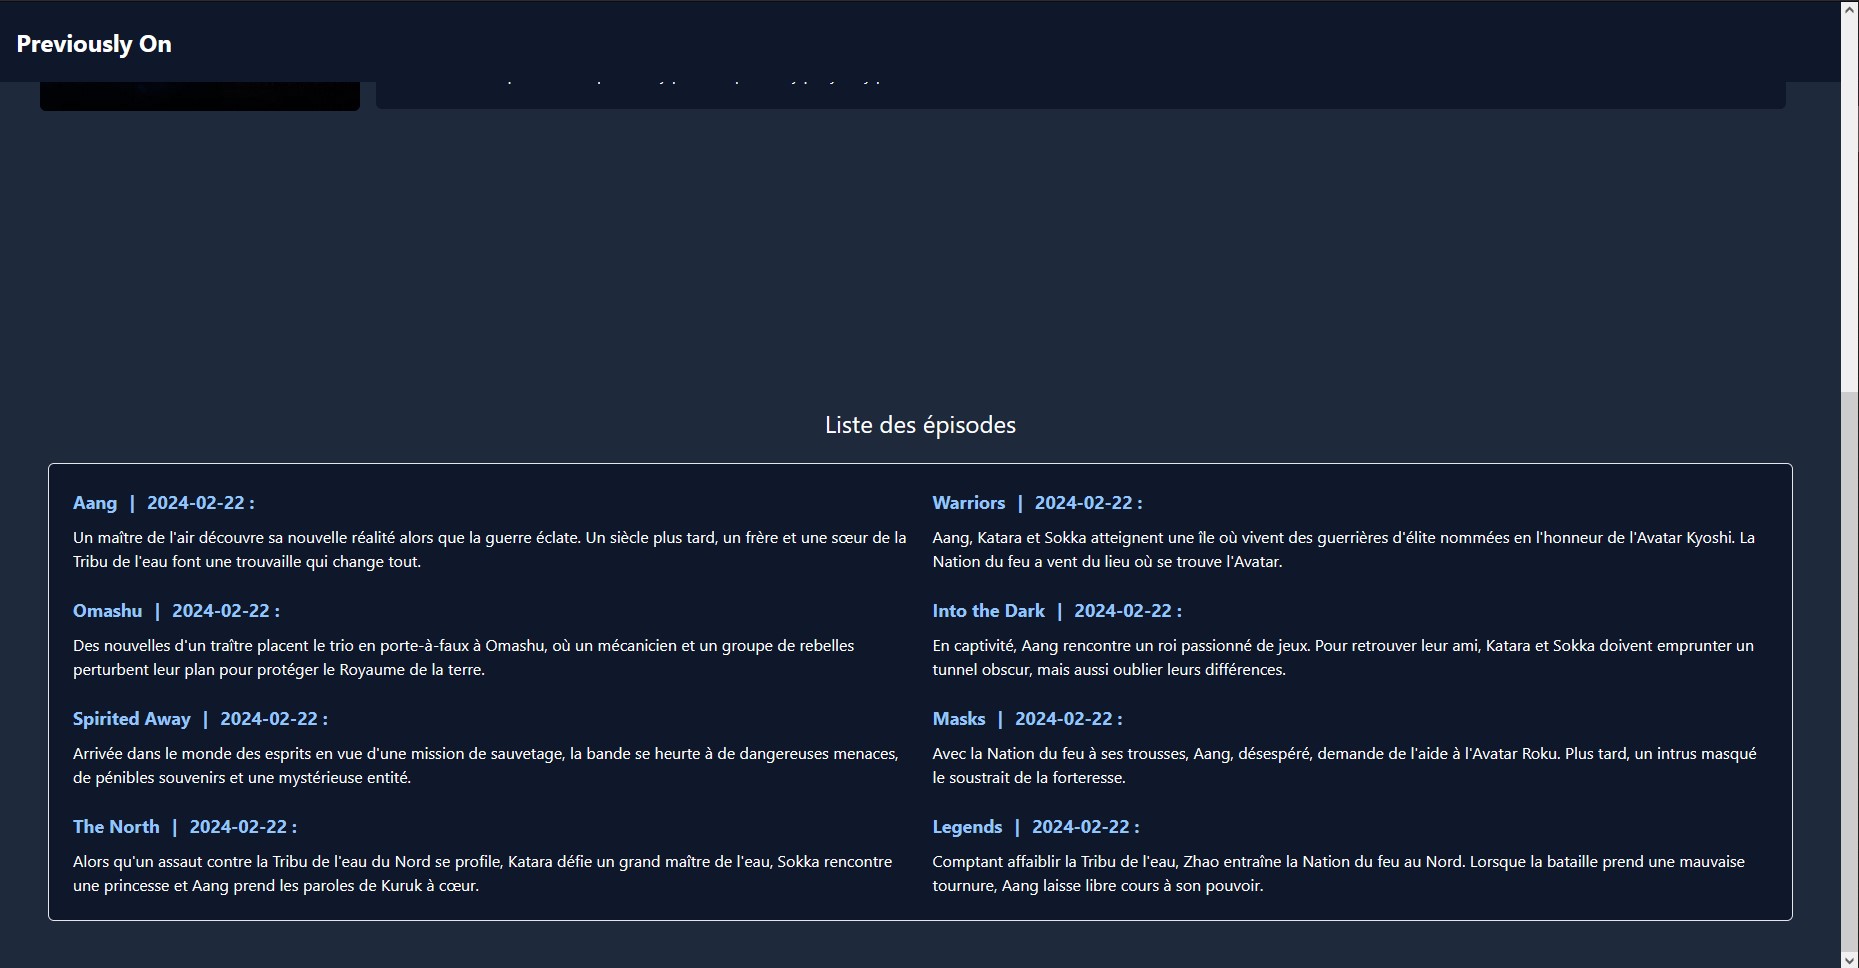 Previously On
Liste des épisodes
Aang | 2024-02-22 :
Un maître de l'air découvre sa nouvelle réalité alors que la guerre éclate. Un siècle plus tard, un frère et une sœur de la
Tribu de l'eau font une trouvaille qui change tout.
Warriors | 2024-02-22 :
Aang, Katara et Sokka atteignent une île où vivent des guerrières d'élite nommées en l'honneur de l'Avatar Kyoshi. La
Nation du feu a vent du lieu où se trouve l'Avatar.
Omashu | 2024-02-22 :
Des nouvelles d'un traître placent le trio en porte-à-faux à Omashu, où un mécanicien et un groupe de rebelles
perturbent leur plan pour protéger le Royaume de la terre.
Into the Dark | 2024-02-22 :
En captivité, Aang rencontre un roi passionné de jeux. Pour retrouver leur ami, Katara et Sokka doivent emprunter un
tunnel obscur, mais aussi oublier leurs différences.
Spirited Away | 2024-02-22 :
Arrivée dans le monde des esprits en vue d'une mission de sauvetage, la bande se heurte à de dangereuses menaces,
de pénibles souvenirs et une mystérieuse entité.
Masks | 2024-02-22 :
Avec la Nation du feu à ses trousses, Aang, désespéré, demande de l'aide à l'Avatar Roku. Plus tard, un intrus masqué
le soustrait de la forteresse.
The North | 2024-02-22 :
Alors qu'un assaut contre la Tribu de l'eau du Nord se profile, Katara défie un grand maître de l'eau, Sokka rencontre
une princesse et Aang prend les paroles de Kuruk à cœur.
Legends | 2024-02-22 :
Comptant affaiblir la Tribu de l'eau, Zhao entraîne la Nation du feu au Nord. Lorsque la bataille prend une mauvaise
tournure, Aang laisse libre cours à son pouvoir.